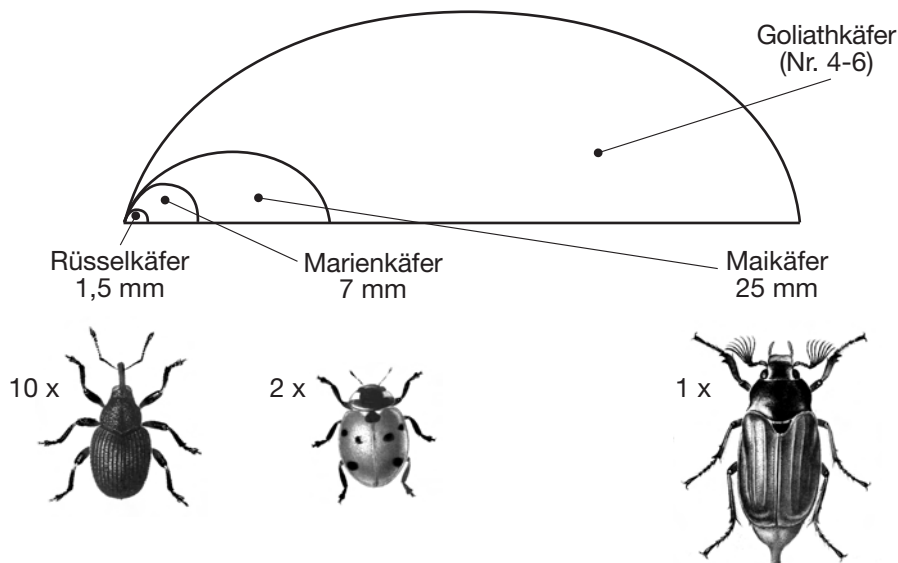 Goliathkäfer
(Nr. 4-6)
Rüsselkäfer
1,5 mm
Marienkäfer
7 mm
Maikäfer
25 mm
10 x
2 x
1 x